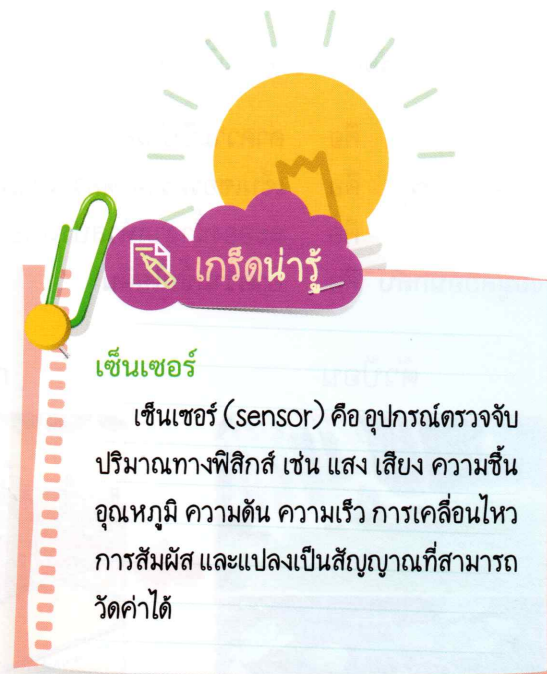 เกร็ดน่ารู้
เซ็นเซอร์
เซ็นเซอร์ (sensor) คือ อุปกรณ์ตรวจจับ
ปริมาณทางฟิสิกส์ เช่น แสง เสียง ความชื้น
อุณหภูมิ ความดัน ความเร็ว การเคลื่อนไหว
การสัมผัส และแปลงเป็นสัญญาณที่สามารถ
วัดค่าได้